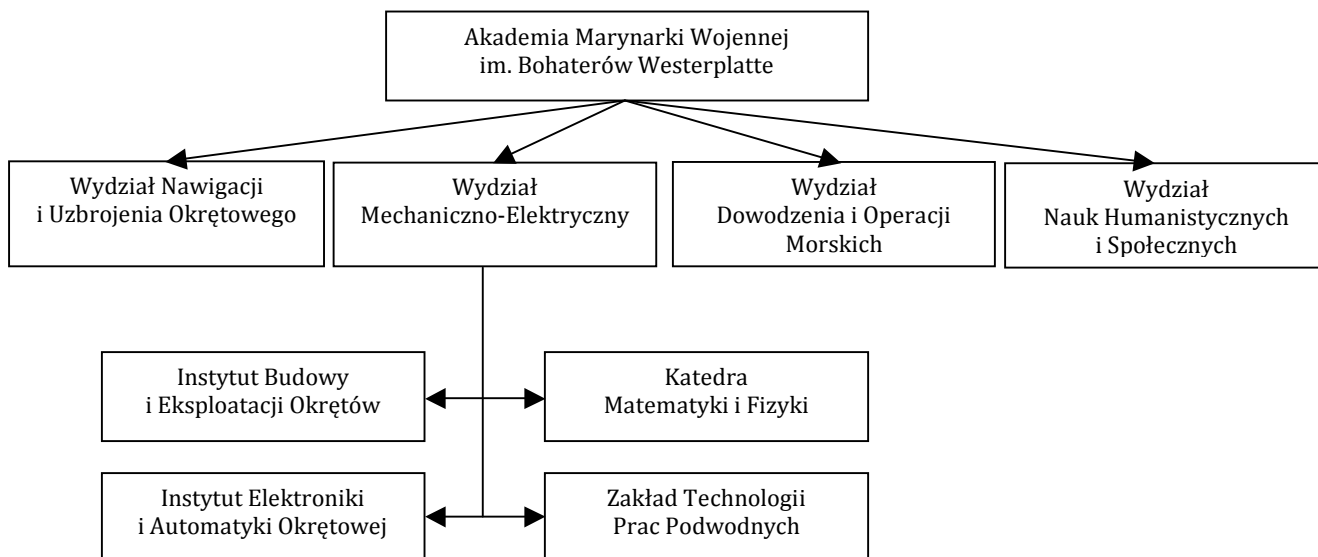 Akademia Marynarki Wojennej
im. Bohaterów Westerplatte
Wydział Nawigacji
i Uzbrojenia Okrętowego
Wydział
Mechaniczno-Elektryczny
Wydział
Dowodzenia i Operacji
Morskich
Wydział
Nauk Humanistycznych
i Społecznych
Instytut Budowy
i Eksploatacji Okrętów
Katedra
Matematyki i Fizyki
Instytut Elektroniki
i Automatyki Okrętowej
Zakład Technologii
Prac Podwodnych